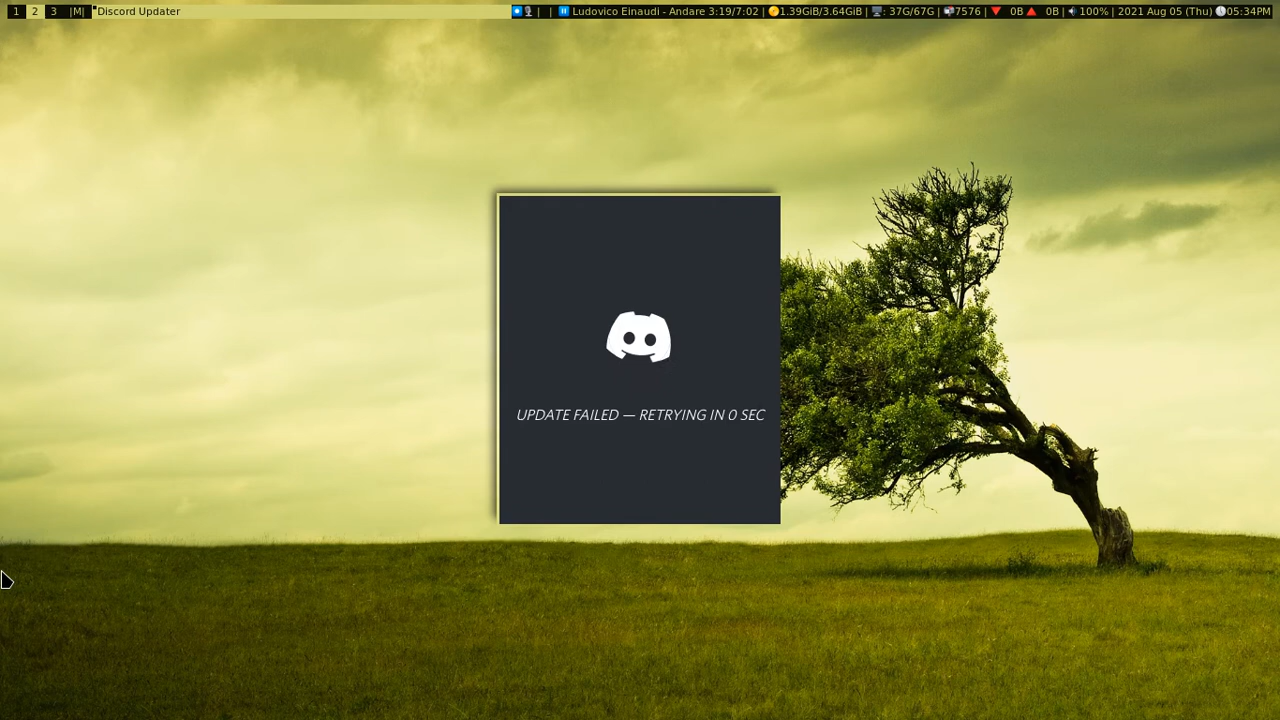 1 2 3 |M| Discord Updater | | Ludovico Einaudi - Andare 3:19/7:02 | 1.39GiB/3.64GiB | : 37G/67G | 7576 | 0B 0B | 100% | 2021 Aug 05 (Thu) 05:34PM
UPDATE FAILED — RETRYING IN 0 SEC